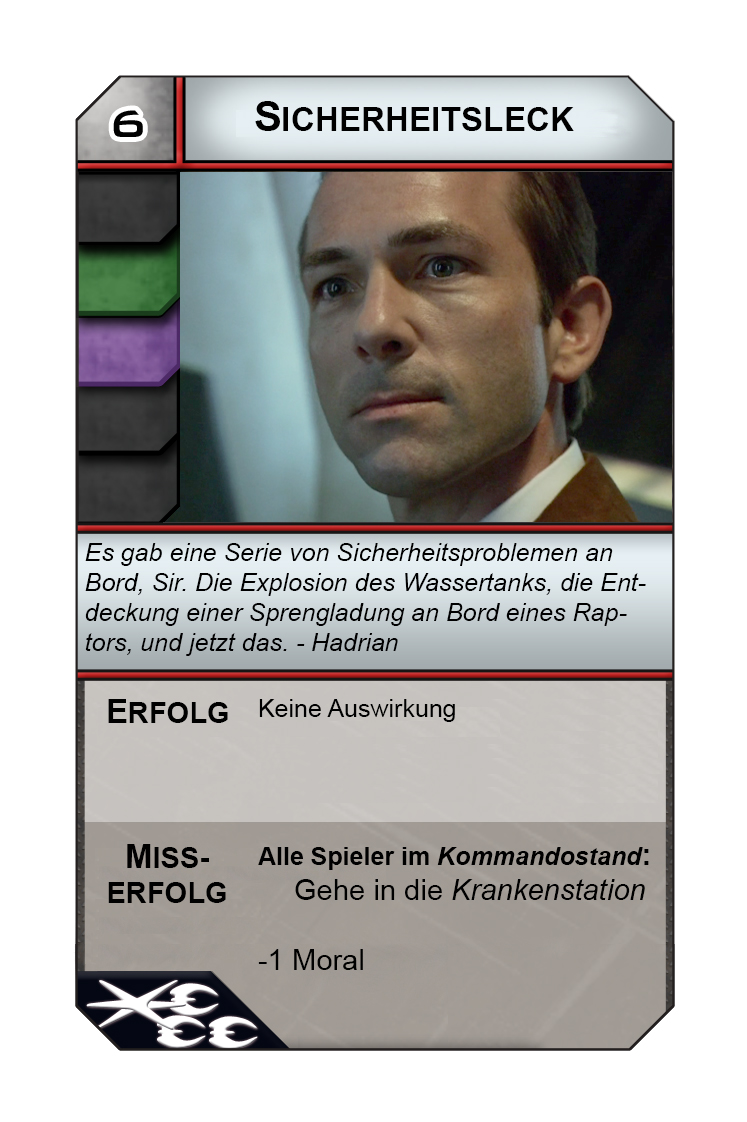 6
SICHERHEITSLECK
Es gab eine Serie von Sicherheitsproblemen an
Bord, Sir. Die Explosion des Wassertanks, die Ent-
deckung einer Sprengladung an Bord eines Rap-
tors, und jetzt das. - Hadrian
ERFOLG
Keine Auswirkung
MISS-
ERFOLG
Alle Spieler im Kommandostand:
Gehe in die Krankenstation
-1 Moral